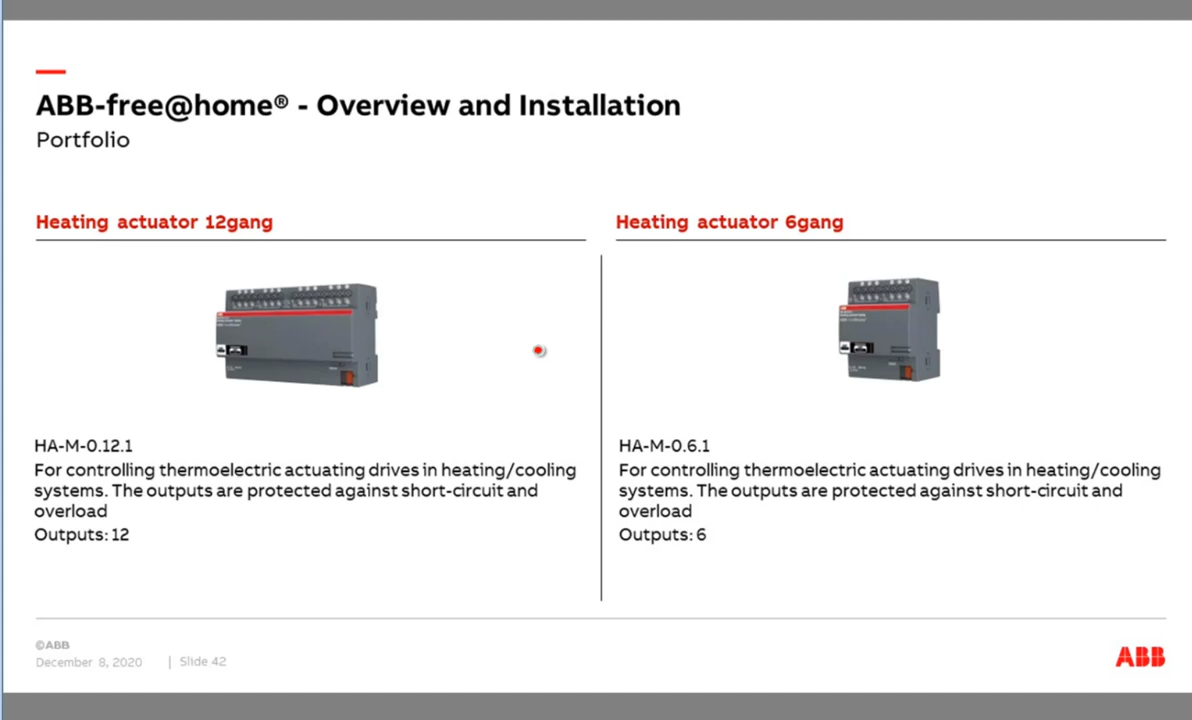 ABB-free@home® - Overview and Installation
Portfolio
Heating actuator 12gang
HA-M-0.12.1
For controlling thermoelectric actuating drives in heating/cooling
systems. The outputs are protected against short-circuit and
overload
Outputs: 12
Heating actuator 6gang
HA-M-0.6.1
For controlling thermoelectric actuating drives in heating/cooling
systems. The outputs are protected against short-circuit and
overload
Outputs: 6
©ABB
December 8, 2020 | Slide 42
ABB